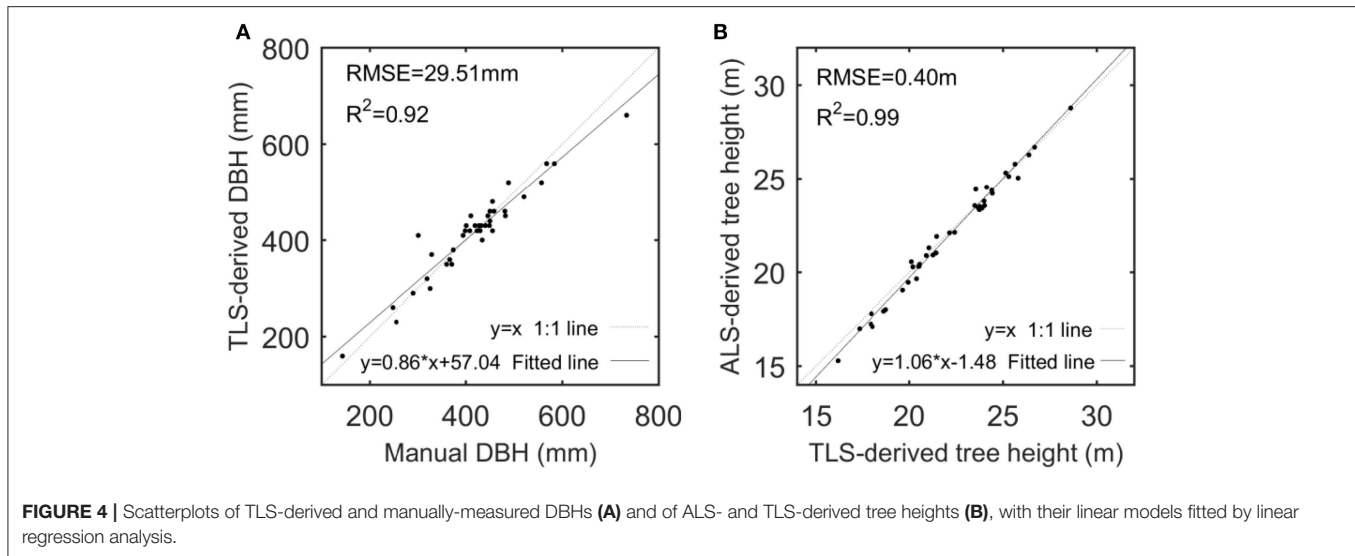 A
800
600
400
200
200
400
600
800
TLS-derived DBH (mm)
Manual DBH (mm)
RMSE=29.51mm
R²=0.92
y=x 1:1 line
y=0.86*x+57.04 Fitted line
B
30
25
20
15
15
20
25
30
ALS-derived tree height (m)
TLS-derived tree height (m)
RMSE=0.40m
R²=0.99
y=x 1:1 line
y=1.06*x-1.48 Fitted line
FIGURE 4 | Scatterplots of TLS-derived and manually-measured DBHs (A) and of ALS- and TLS-derived tree heights (B), with their linear models fitted by linear
regression analysis.